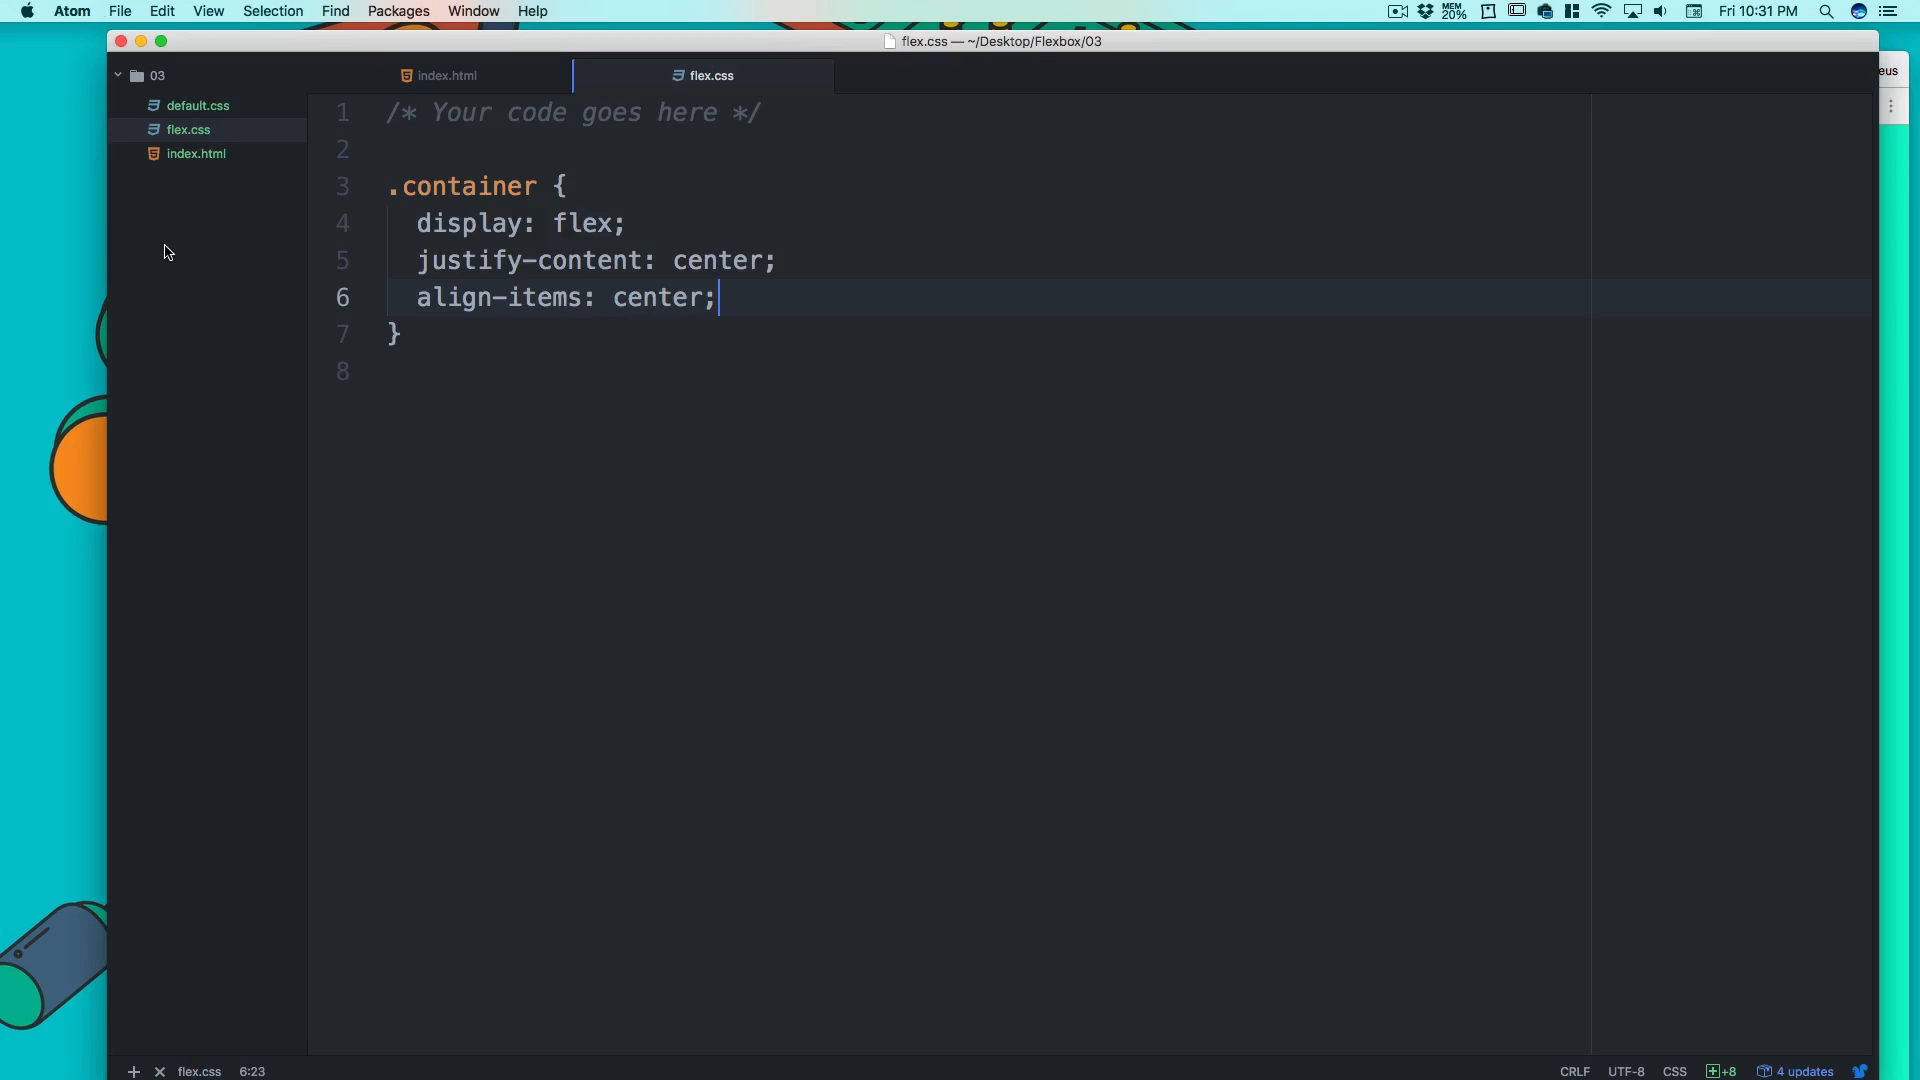 Atom File Edit View Selection Find Packages Window Help
MEM 20%
Fri 10:31 PM
flex.css — ~/Desktop/Flexbox/03
eus
03
index.html
flex.css
default.css
flex.css
index.html
1 /* Your code goes here */
2
3 .container {
4 display: flex;
5 justify-content: center;
6 align-items: center;
7 }
8
flex.css 6:23
CRLF UTF-8 CSS +8 4 updates